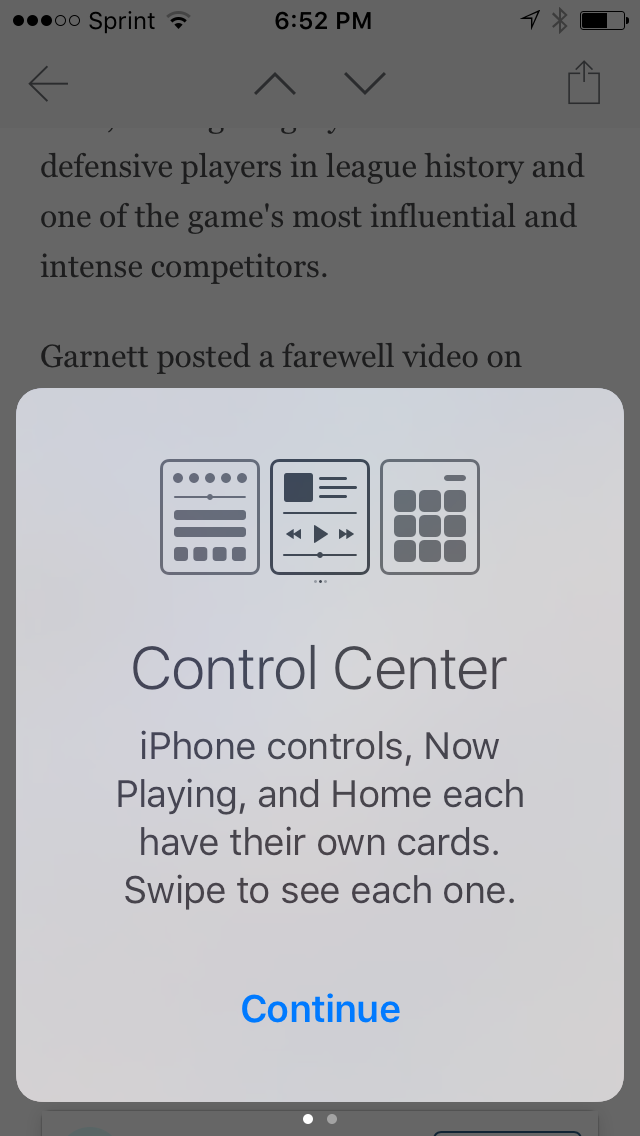 Sprint 6:52 PM
defensive players in league history and
one of the game's most influential and
intense competitors.
Garnett posted a farewell video on
Control Center
iPhone controls, Now
Playing, and Home each
have their own cards.
Swipe to see each one.
Continue